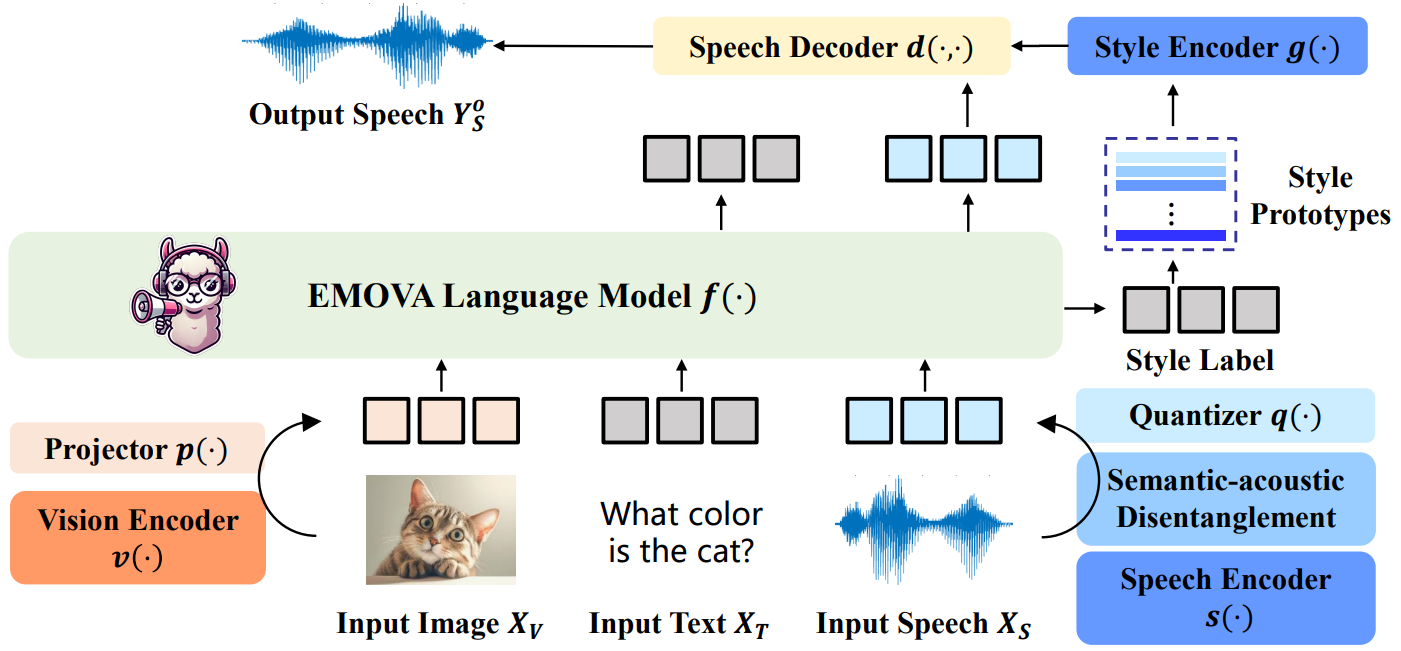 Speech Decoder d(·,·)
Style Encoder g(·)
Output Speech Y_S^o
Style
Prototypes
EMOVA Language Model f(·)
Style Label
Projector p(·)
Quantizer q(·)
Vision Encoder
v(·)
What color
is the cat?
Semantic-acoustic
Disentanglement
Speech Encoder
s(·)
Input Image X_V
Input Text X_T
Input Speech X_S